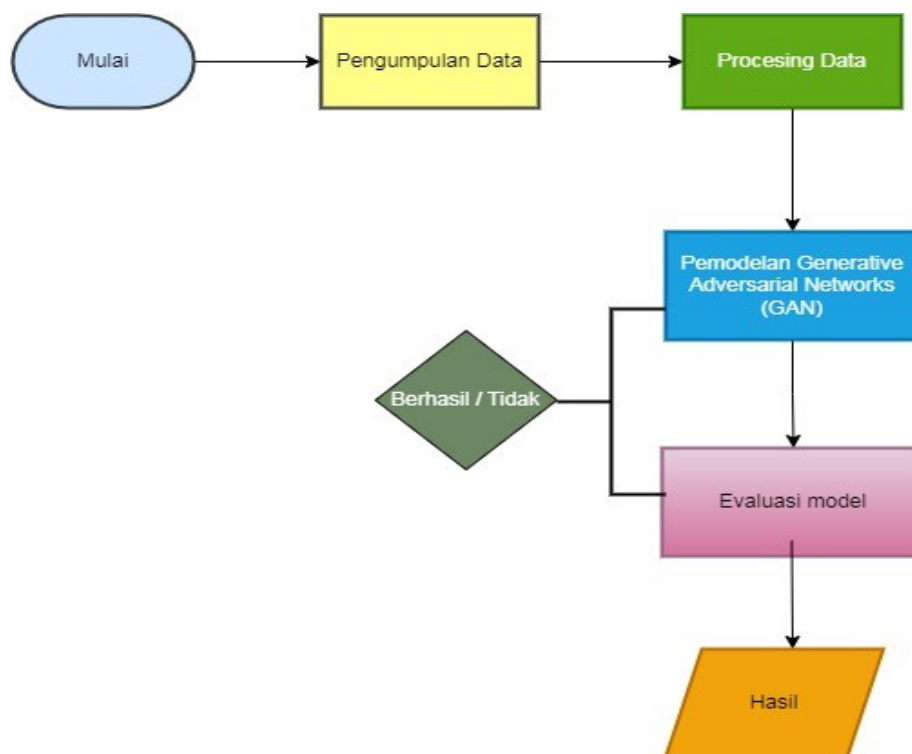 Mulai
Pengumpulan Data
Procesing Data
Pemodelan Generative
Adversarial Networks
(GAN)
Berhasil / Tidak
Evaluasi model
Hasil